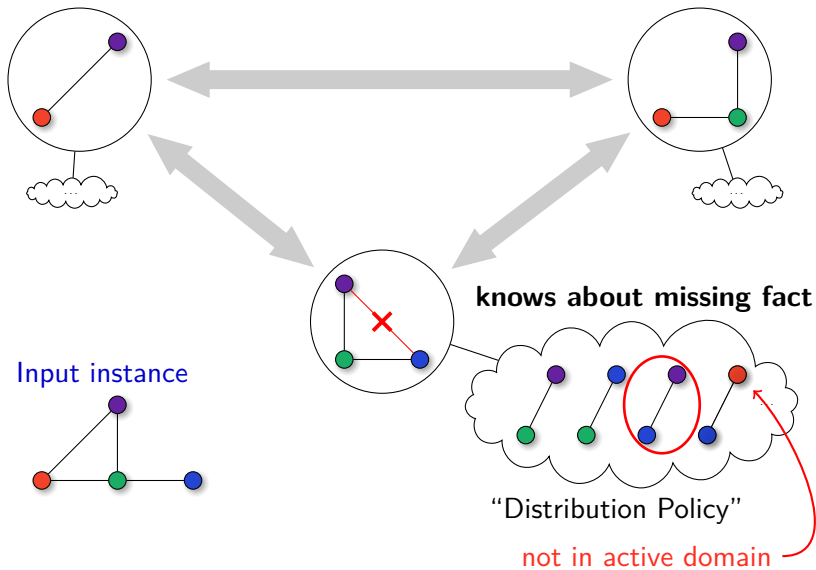 ...
...
knows about missing fact
Input instance
...
“Distribution Policy”
not in active domain